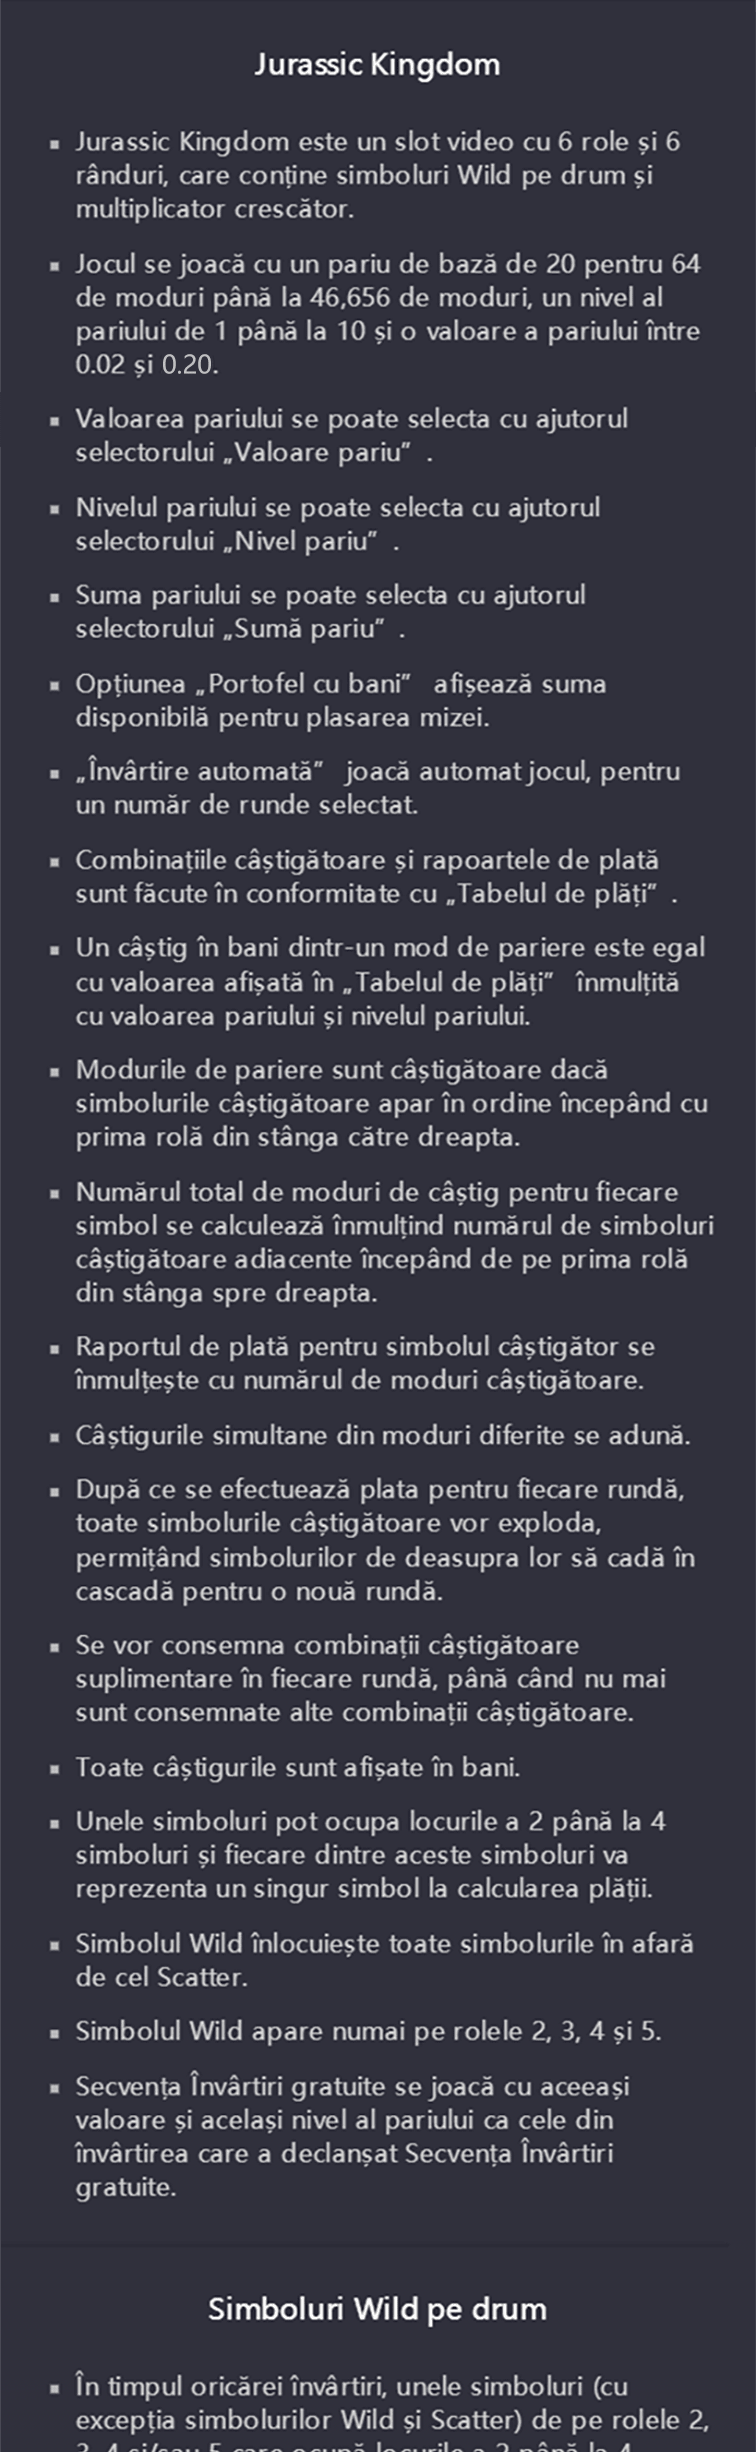 Jurassic Kingdom
▪ Jurassic Kingdom este un slot video cu 6 role și 6
rânduri, care conține simboluri Wild pe drum și
multiplicator crescător.
▪ Jocul se joacă cu un pariu de bază de 20 pentru 64
de moduri până la 46,656 de moduri, un nivel al
pariului de 1 până la 10 și o valoare a pariului între
0.02 și 0.20.
▪ Valoarea pariului se poate selecta cu ajutorul
selectorului „Valoare pariu” .
▪ Nivelul pariului se poate selecta cu ajutorul
selectorului „Nivel pariu” .
▪ Suma pariului se poate selecta cu ajutorul
selectorului „Sumă pariu” .
▪ Opțiunea „Portofel cu bani” afișează suma
disponibilă pentru plasarea mizei.
▪ „Învârtire automată” joacă automat jocul, pentru
un număr de runde selectat.
▪ Combinațiile câștigătoare și rapoartele de plată
sunt făcute în conformitate cu „Tabelul de plăți” .
▪ Un câștig în bani dintr-un mod de pariere este egal
cu valoarea afișată în „Tabelul de plăți” înmulțită
cu valoarea pariului și nivelul pariului.
▪ Modurile de pariere sunt câștigătoare dacă
simbolurile câștigătoare apar în ordine începând cu
prima rolă din stânga către dreapta.
▪ Numărul total de moduri de câștig pentru fiecare
simbol se calculează înmulțind numărul de simboluri
câștigătoare adiacente începând de pe prima rolă
din stânga spre dreapta.
▪ Raportul de plată pentru simbolul câștigător se
înmulțește cu numărul de moduri câștigătoare.
▪ Câștigurile simultane din moduri diferite se adună.
▪ După ce se efectuează plata pentru fiecare rundă,
toate simbolurile câștigătoare vor exploda,
permițând simbolurilor de deasupra lor să cadă în
cascadă pentru o nouă rundă.
▪ Se vor consemna combinații câștigătoare
suplimentare în fiecare rundă, până când nu mai
sunt consemnate alte combinații câștigătoare.
▪ Toate câștigurile sunt afișate în bani.
▪ Unele simboluri pot ocupa locurile a 2 până la 4
simboluri și fiecare dintre aceste simboluri va
reprezenta un singur simbol la calcularea plății.
▪ Simbolul Wild înlocuiește toate simbolurile în afară
de cel Scatter.
▪ Simbolul Wild apare numai pe rolele 2, 3, 4 și 5.
▪ Secvența Învârtiri gratuite se joacă cu aceeași
valoare și același nivel al pariului ca cele din
învârtirea care a declanșat Secvența Învârtiri
gratuite.
Simboluri Wild pe drum
▪ În timpul oricărei învârtiri, unele simboluri (cu
excepția simbolurilor Wild și Scatter) de pe rolele 2,
3, 4 și/sau 5 care ocupă locurile a 2 până la 4